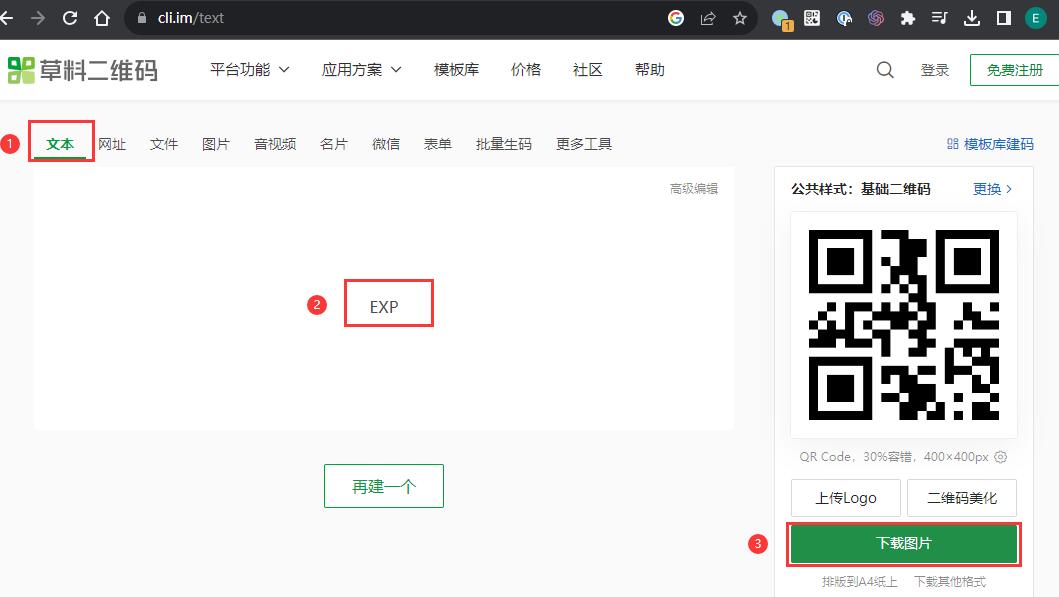 cli.im/text
1
E
草料二维码
平台功能
应用方案
模板库
价格
社区
帮助
登录
免费注册
1
文本
网址
文件
图片
音视频
名片
微信
表单
批量生码
更多工具
模板库建码
高级编辑
公共样式：基础二维码
更换
2
EXP
QR Code，30%容错，400×400px
再建一个
上传Logo
二维码美化
3
下载图片
排版到A4纸上
下载其他格式